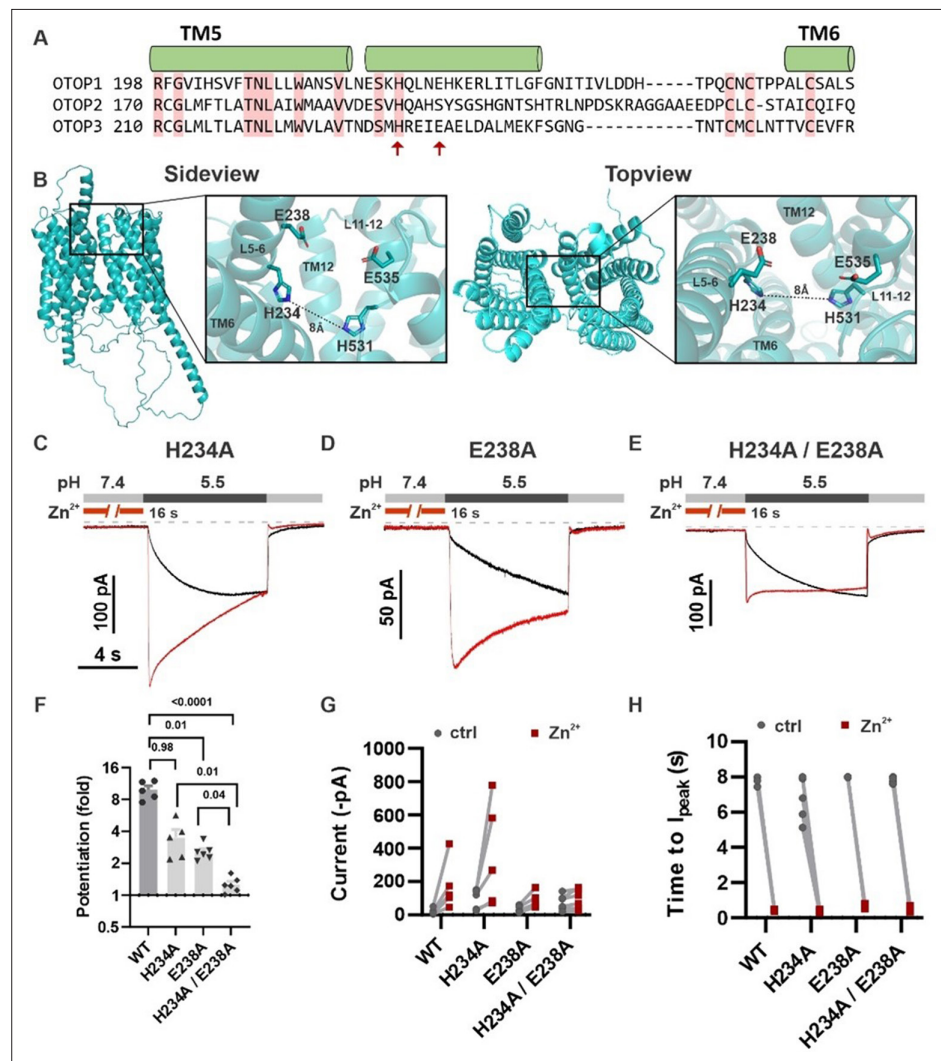 A
TM5 TM6
OTOP1 198 RFGVIHSVFTNLLLWANSVLNESKHQLNEHKERLITLGFGNITIVLDDH-----TPQCNCTPPALCSALS
OTOP2 170 RCGLMFTLATNLAIWMAAVVDESVHQAHSYSGSHGNTSHTRLNPDSKRAGGAAEEDPCLC-STAICQIFQ
OTOP3 210 RCGLMLTLATNLLMWVLAVTNDSMHREIEAELDALMEKFSGNG------------TNTCMCLNTTVCEVFR
B
Sideview
E238
L11-12
L5-6
TM12
E535
H234
TM6
8Å
H531
Topview
TM12
E238
E535
L5-6
8Å
L11-12
H234
H531
TM6
C
H234A
pH 7.4 5.5
Zn²⁺ 16 s
100 pA
4 s
D
E238A
pH 7.4 5.5
Zn²⁺ 16 s
50 pA
E
H234A / E238A
pH 7.4 5.5
Zn²⁺ 16 s
100 pA
F
<0.0001
0.01
0.98
0.01
0.04
Potentiation (fold)
16
8
4
2
1
0.5
WT
H234A
E238A
H234A / E238A
G
ctrl Zn²⁺
Current (-pA)
1000
800
600
400
200
0
WT
H234A
E238A
H234A / E238A
H
ctrl Zn²⁺
Time to Ipeak (s)
10
8
6
4
2
0
WT
H234A
E238A
H234A / E238A